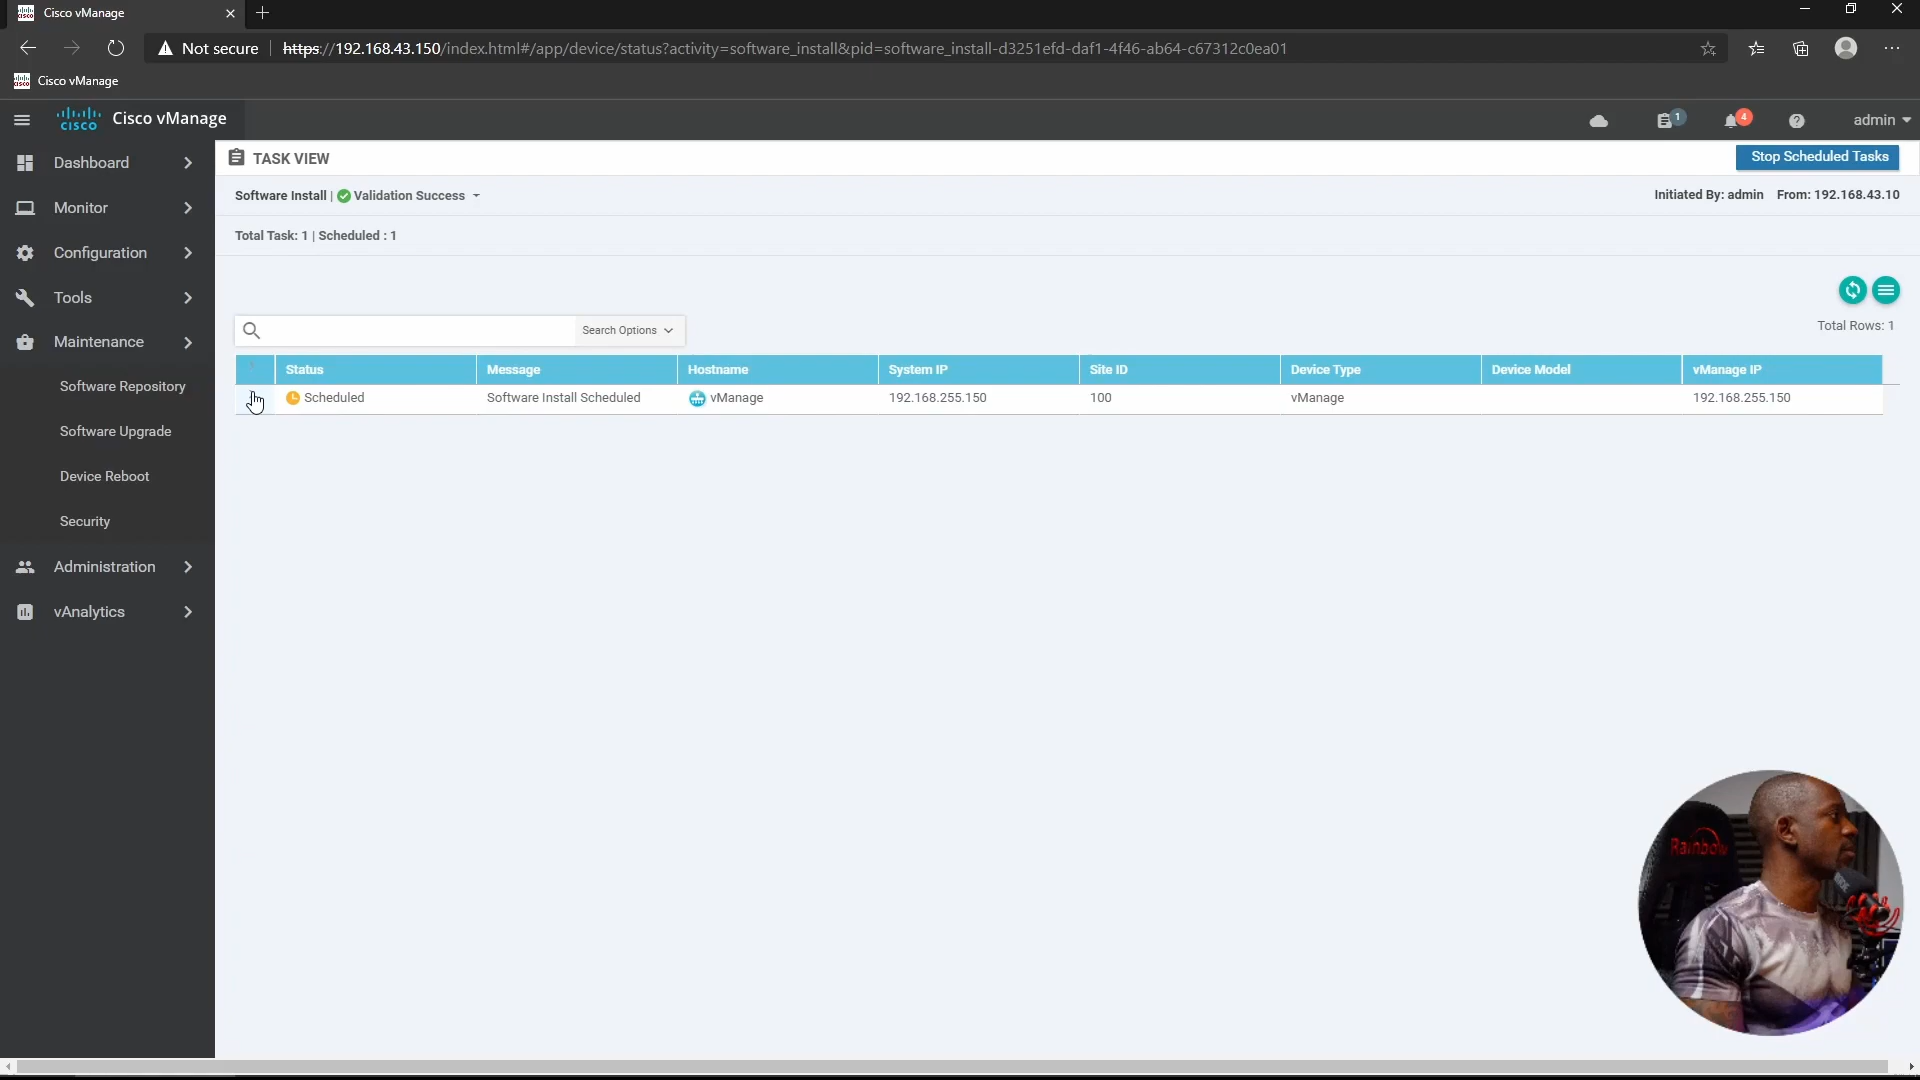 Cisco vManage
Not secure https://192.168.43.150/index.html#/app/device/status?activity=software_install&pid=software_install-d3251efd-daf1-4f46-ab64-c67312c0ea01
Cisco vManage
cisco Cisco vManage 1 4 admin
Dashboard
Monitor
Configuration
Tools
Maintenance
Software Repository
Software Upgrade
Device Reboot
Security
Administration
vAnalytics
TASK VIEW Stop Scheduled Tasks
Software Install | Validation Success Initiated By: admin From: 192.168.43.10
Total Task: 1 | Scheduled : 1
Search Options Total Rows: 1
Status Message Hostname System IP Site ID Device Type Device Model vManage IP
Scheduled Software Install Scheduled vManage 192.168.255.150 100 vManage 192.168.255.150
Rainbow
RODE